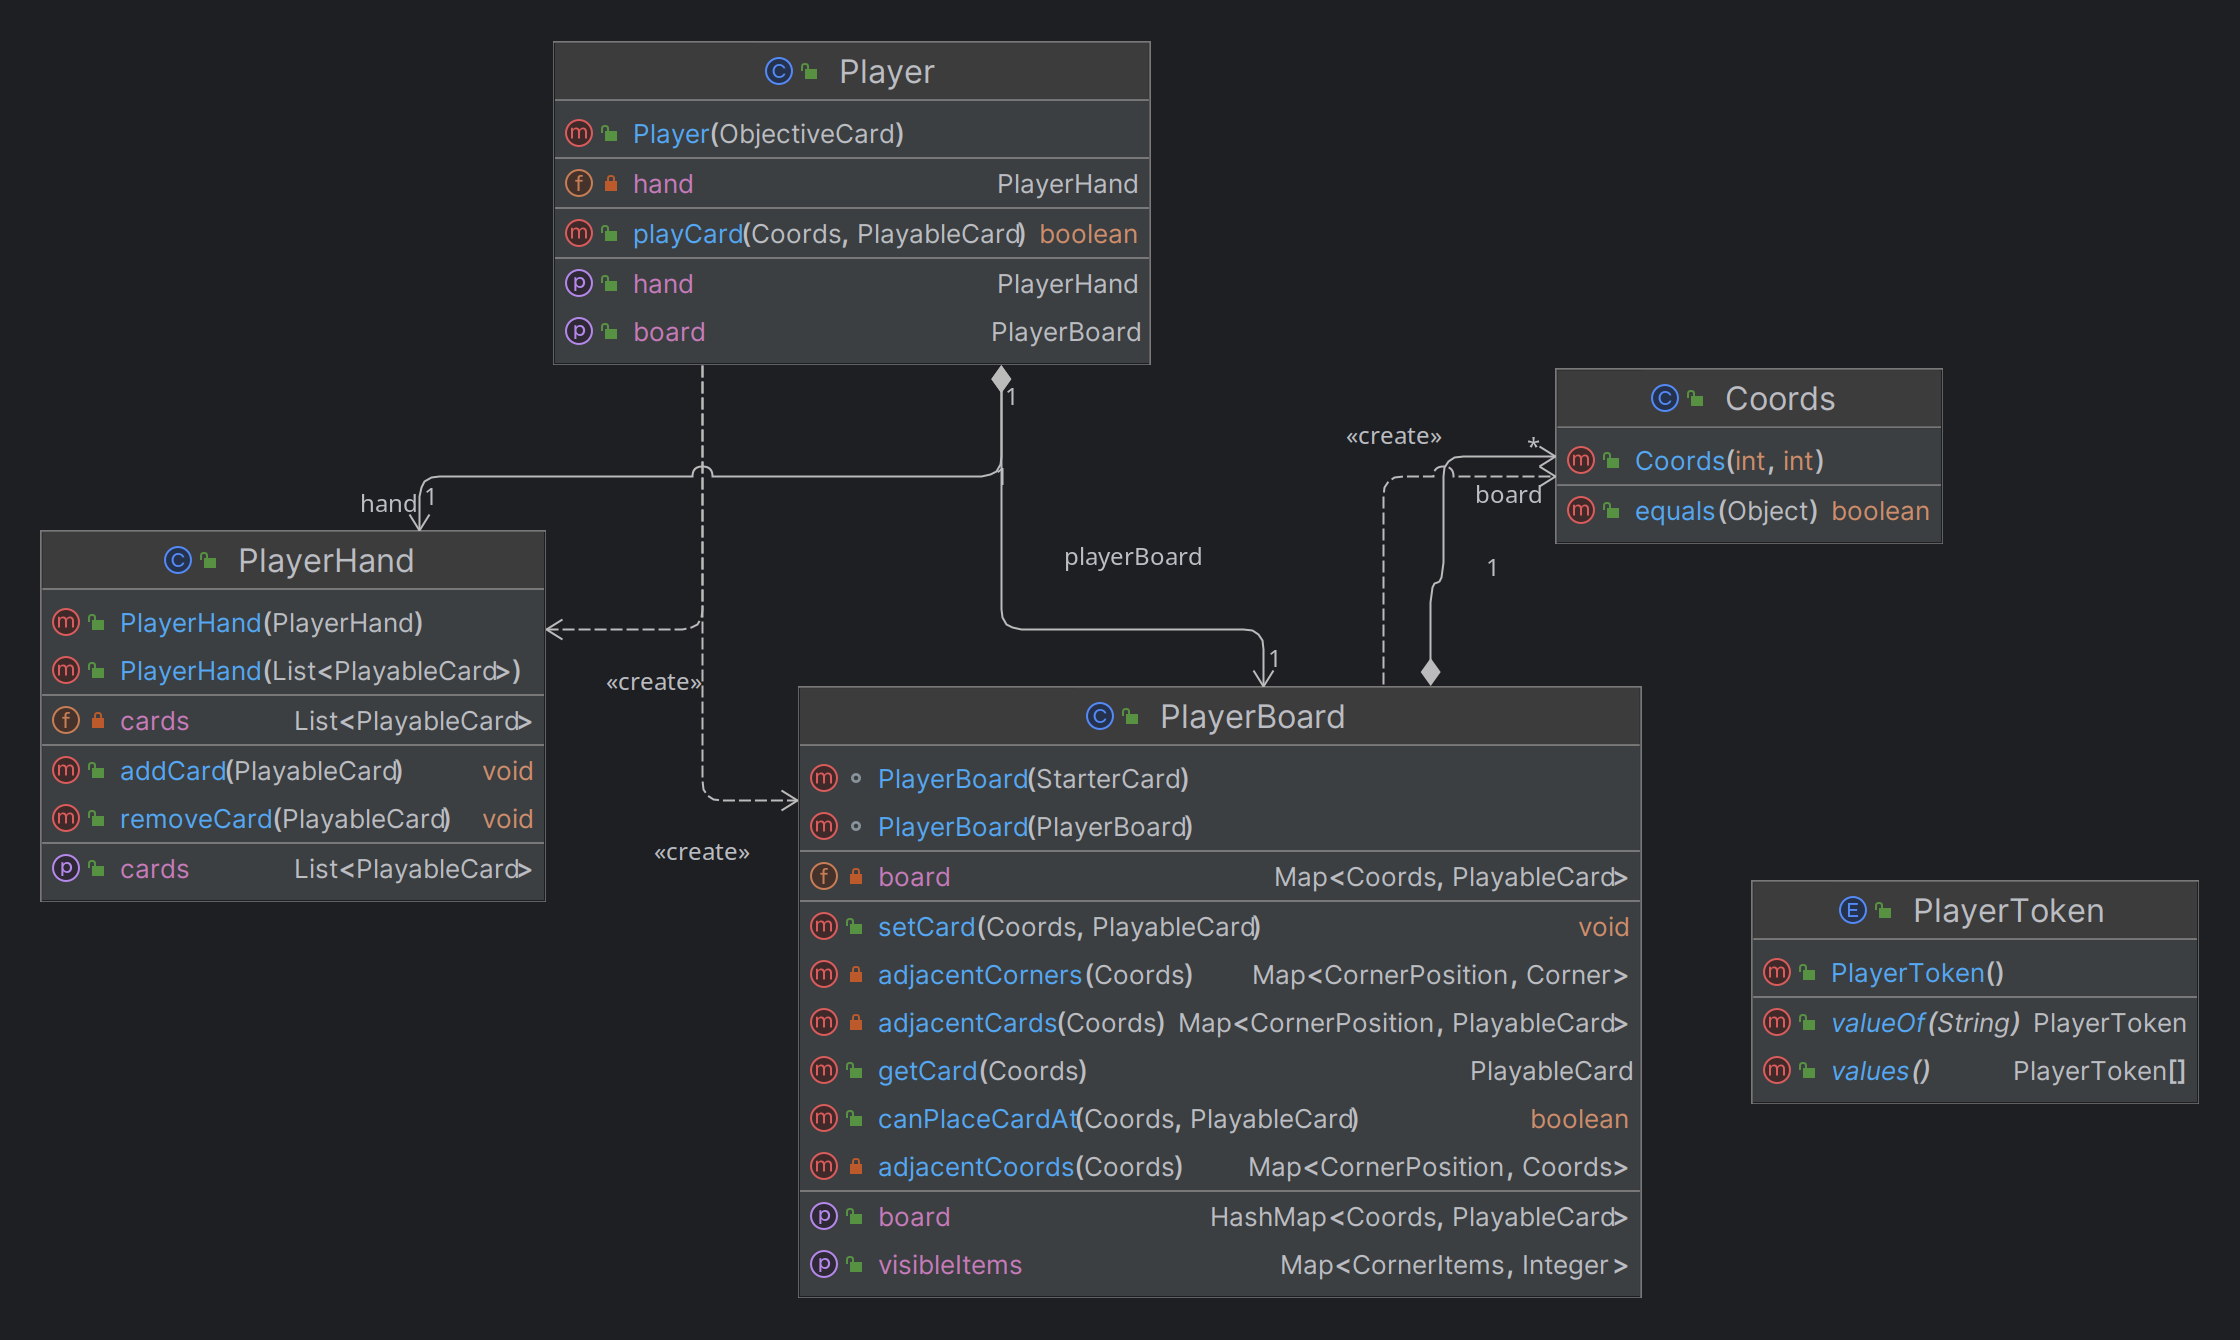 Player
Player(ObjectiveCard)
hand PlayerHand
playCard(Coords, PlayableCard) boolean
hand PlayerHand
board PlayerBoard
1
hand 1
playerBoard
1
«create»
«create»
«create»
*
board
1
Coords
Coords(int, int)
equals(Object) boolean
PlayerHand
PlayerHand(PlayerHand)
PlayerHand(List<PlayableCard>)
cards List<PlayableCard>
addCard(PlayableCard) void
removeCard(PlayableCard) void
cards List<PlayableCard>
PlayerBoard
PlayerBoard(StarterCard)
PlayerBoard(PlayerBoard)
board Map<Coords, PlayableCard>
setCard(Coords, PlayableCard) void
adjacentCorners(Coords) Map<CornerPosition, Corner>
adjacentCards(Coords) Map<CornerPosition, PlayableCard>
getCard(Coords) PlayableCard
canPlaceCardAt(Coords, PlayableCard) boolean
adjacentCoords(Coords) Map<CornerPosition, Coords>
board HashMap<Coords, PlayableCard>
visibleItems Map<CornerItems, Integer>
PlayerToken
PlayerToken()
valueOf(String) PlayerToken
values() PlayerToken[]